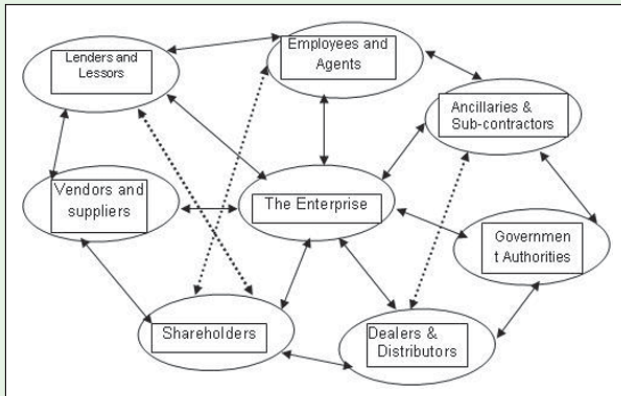 Lenders and
Lessors
Employees and
Agents
Ancillaries &
Sub-contractors
Vendors and
suppliers
The Enterprise
Governmen
t Authorities
Shareholders
Dealers &
Distributors